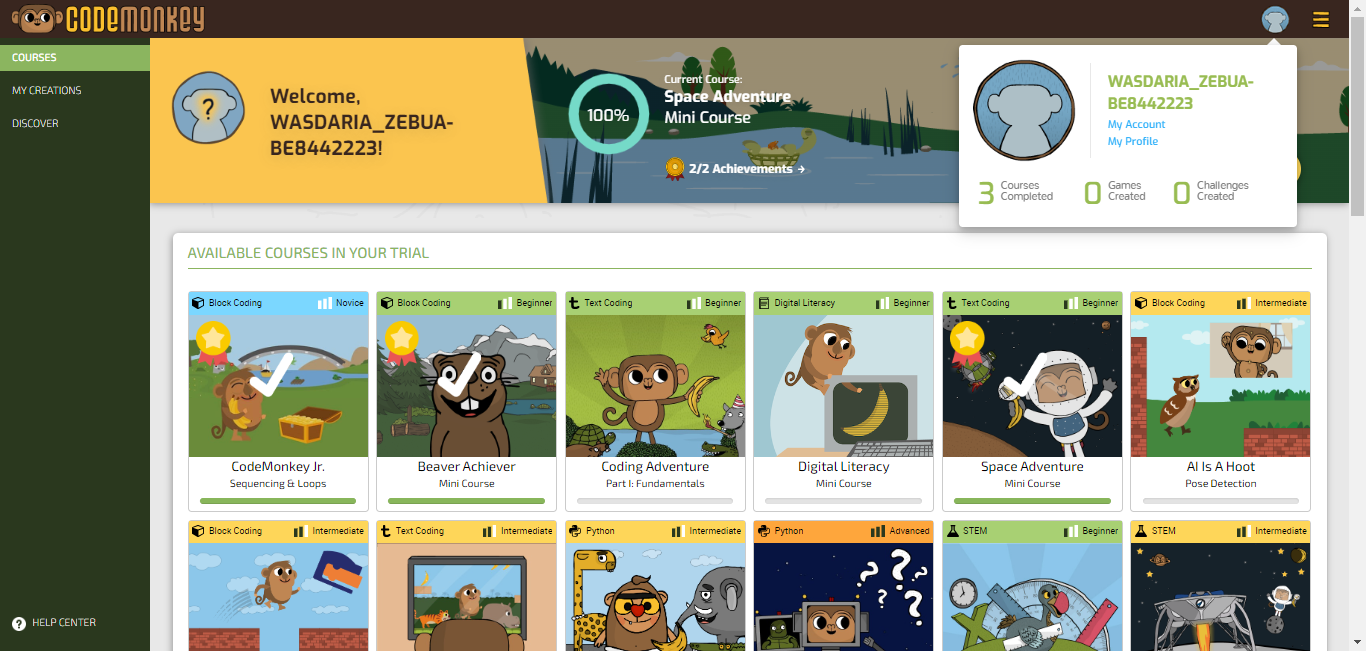 CODEMONKEY
COURSES
MY CREATIONS
DISCOVER
HELP CENTER
?
Welcome,
WASDARIA_ZEBUA-
BE8442223!
100%
Current Course:
Space Adventure
Mini Course
2/2 Achievements →
WASDARIA_ZEBUA-
BE8442223
My Account
My Profile
3 Courses Completed
0 Games Created
0 Challenges Created
AVAILABLE COURSES IN YOUR TRIAL
Block Coding Novice
CodeMonkey Jr.
Sequencing & Loops
Block Coding Beginner
Beaver Achiever
Mini Course
Text Coding Beginner
Coding Adventure
Part I: Fundamentals
Digital Literacy Beginner
Digital Literacy
Mini Course
Text Coding Beginner
Space Adventure
Mini Course
Block Coding Intermediate
AI Is A Hoot
Pose Detection
Block Coding Intermediate
Text Coding Intermediate
Python Intermediate
Python Advanced
? ? ? ?
STEM Beginner
STEM Intermediate